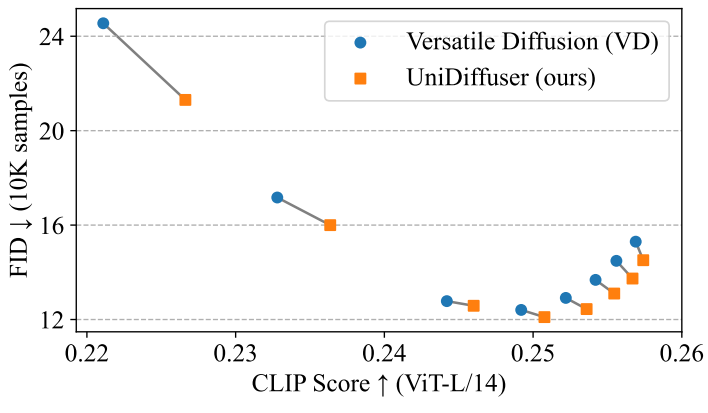 Versatile Diffusion (VD)
UniDiffuser (ours)
FID ↓ (10K samples)
24
20
16
12
0.22
0.23
0.24
0.25
0.26
CLIP Score ↑ (ViT-L/14)